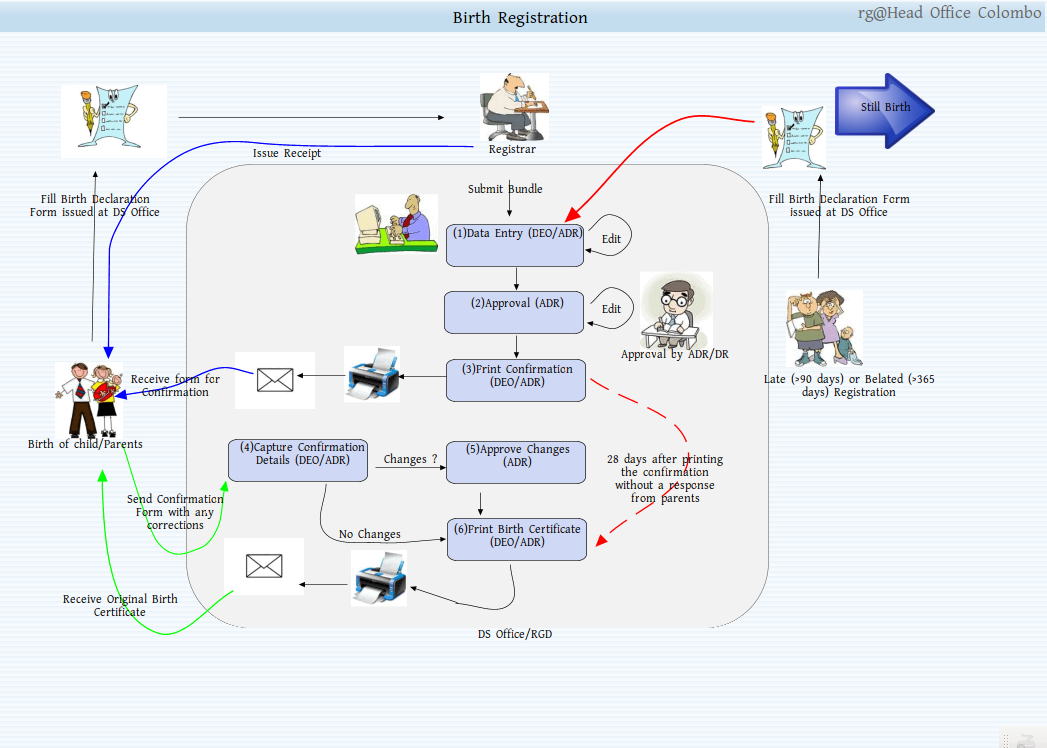 Birth Registration
rg@Head Office Colombo
Still Birth
Registrar
Issue Receipt
Submit Bundle
Fill Birth Declaration
Form issued at DS Office
Fill Birth Declaration Form
issued at DS Office
(1)Data Entry (DEO/ADR)
Edit
(2)Approval (ADR)
Edit
Approval by ADR/DR
(3)Print Confirmation
(DEO/ADR)
Receive form for
Confirmation
Late (>90 days) or Belated (>365
days) Registration
Birth of child/Parents
(4)Capture Confirmation
Details (DEO/ADR)
Changes ?
(5)Approve Changes
(ADR)
28 days after printing
the confirmation
without a response
from parents
Send Confirmation
Form with any
corrections
No Changes
(6)Print Birth Certificate
(DEO/ADR)
Receive Original Birth
Certificate
DS Office/RGD